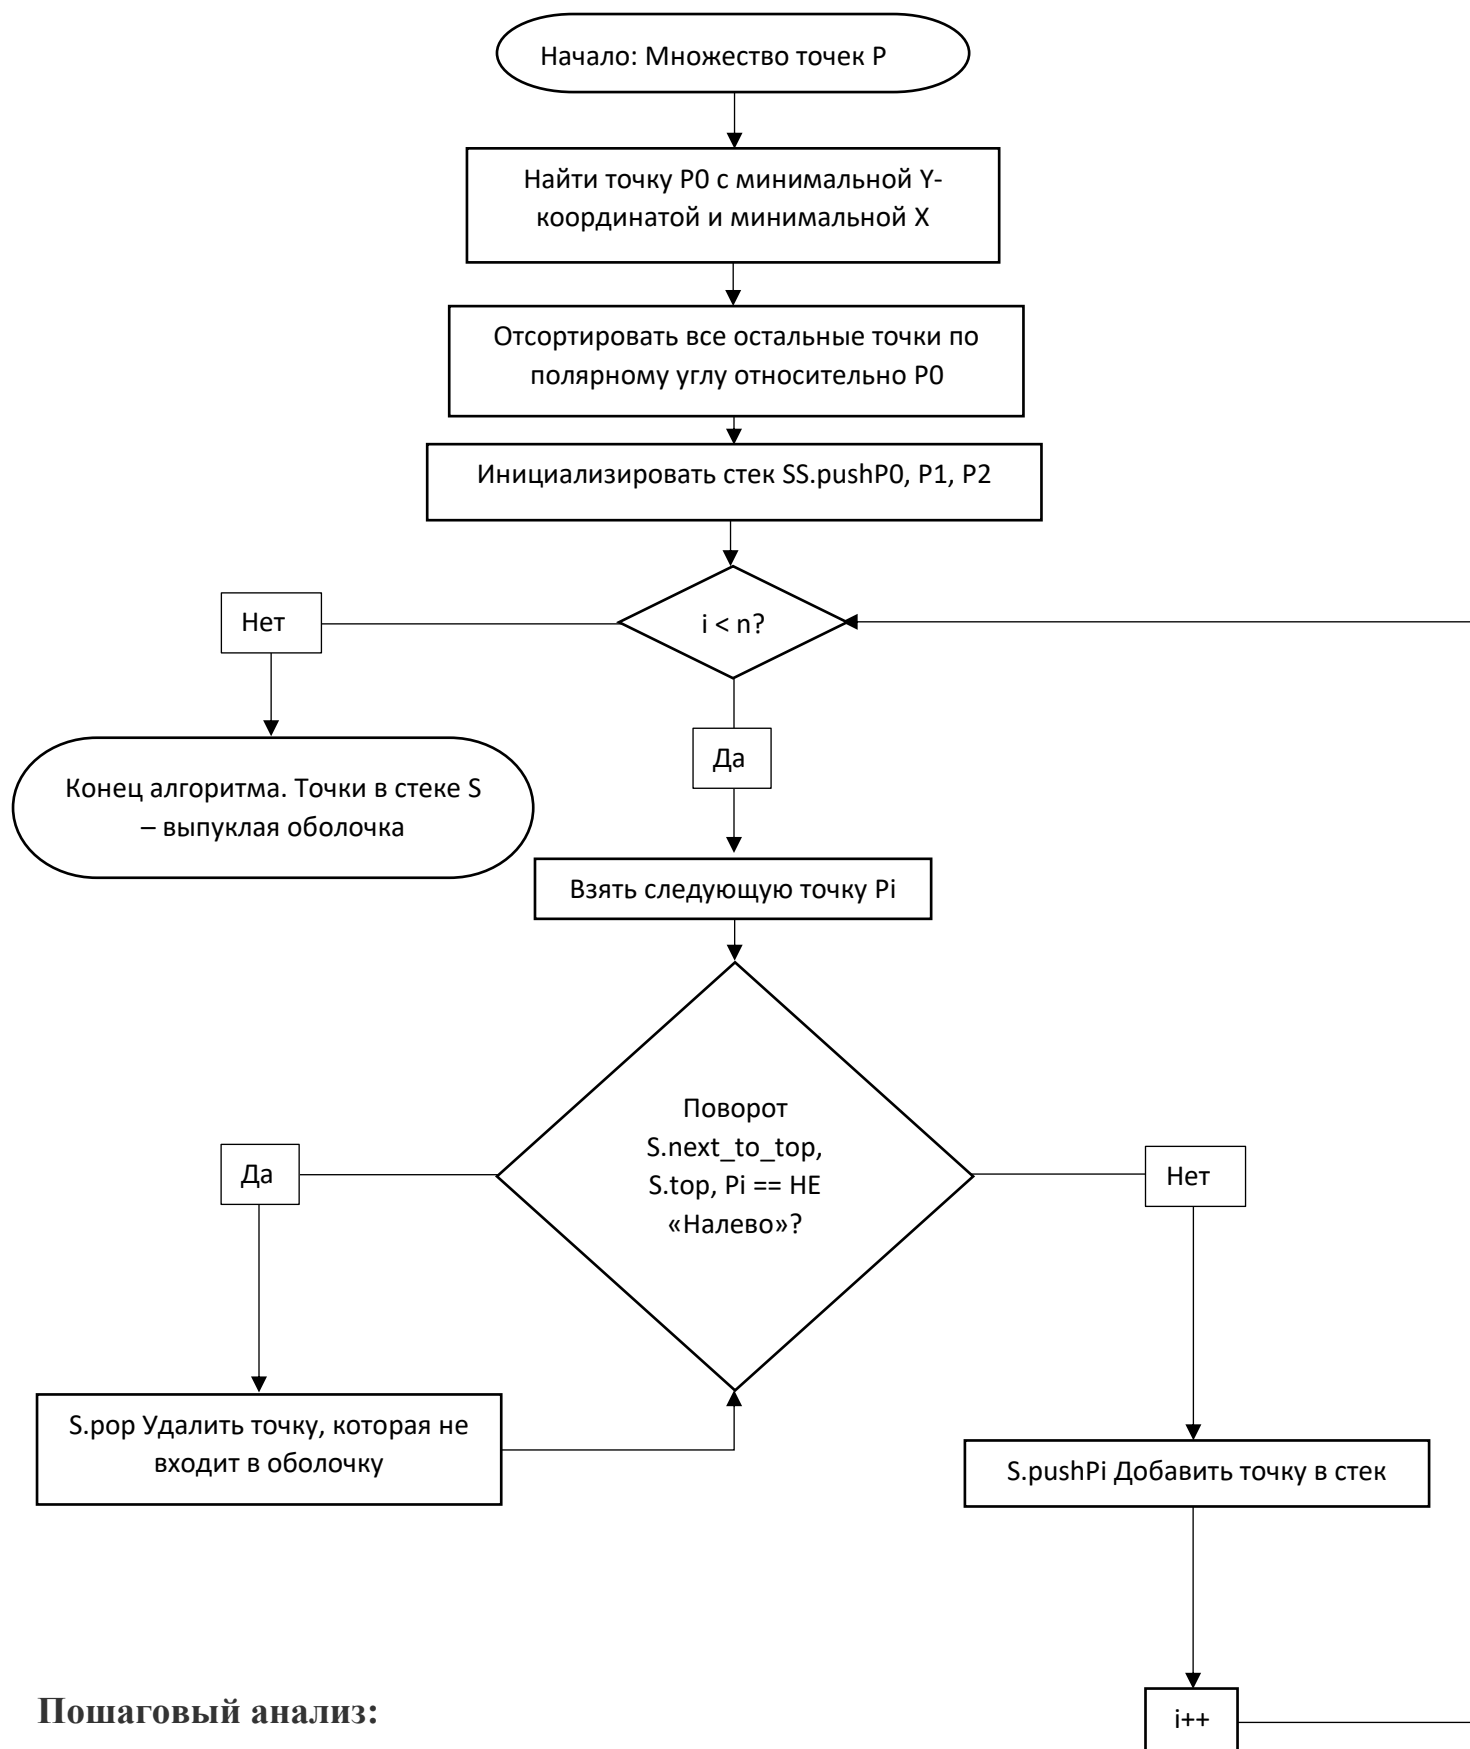 Начало: Множество точек P
Найти точку P0 с минимальной Y-
координатой и минимальной X
Отсортировать все остальные точки по
полярному углу относительно P0
Инициализировать стек SS.pushP0, P1, P2
i < n?
Нет
Да
Конец алгоритма. Точки в стеке S
– выпуклая оболочка
Взять следующую точку Pi
Поворот
S.next_to_top,
S.top, Pi == НЕ
«Налево»?
Да
Нет
S.pop Удалить точку, которая не
входит в оболочку
S.pushPi Добавить точку в стек
i++
Пошаговый анализ: